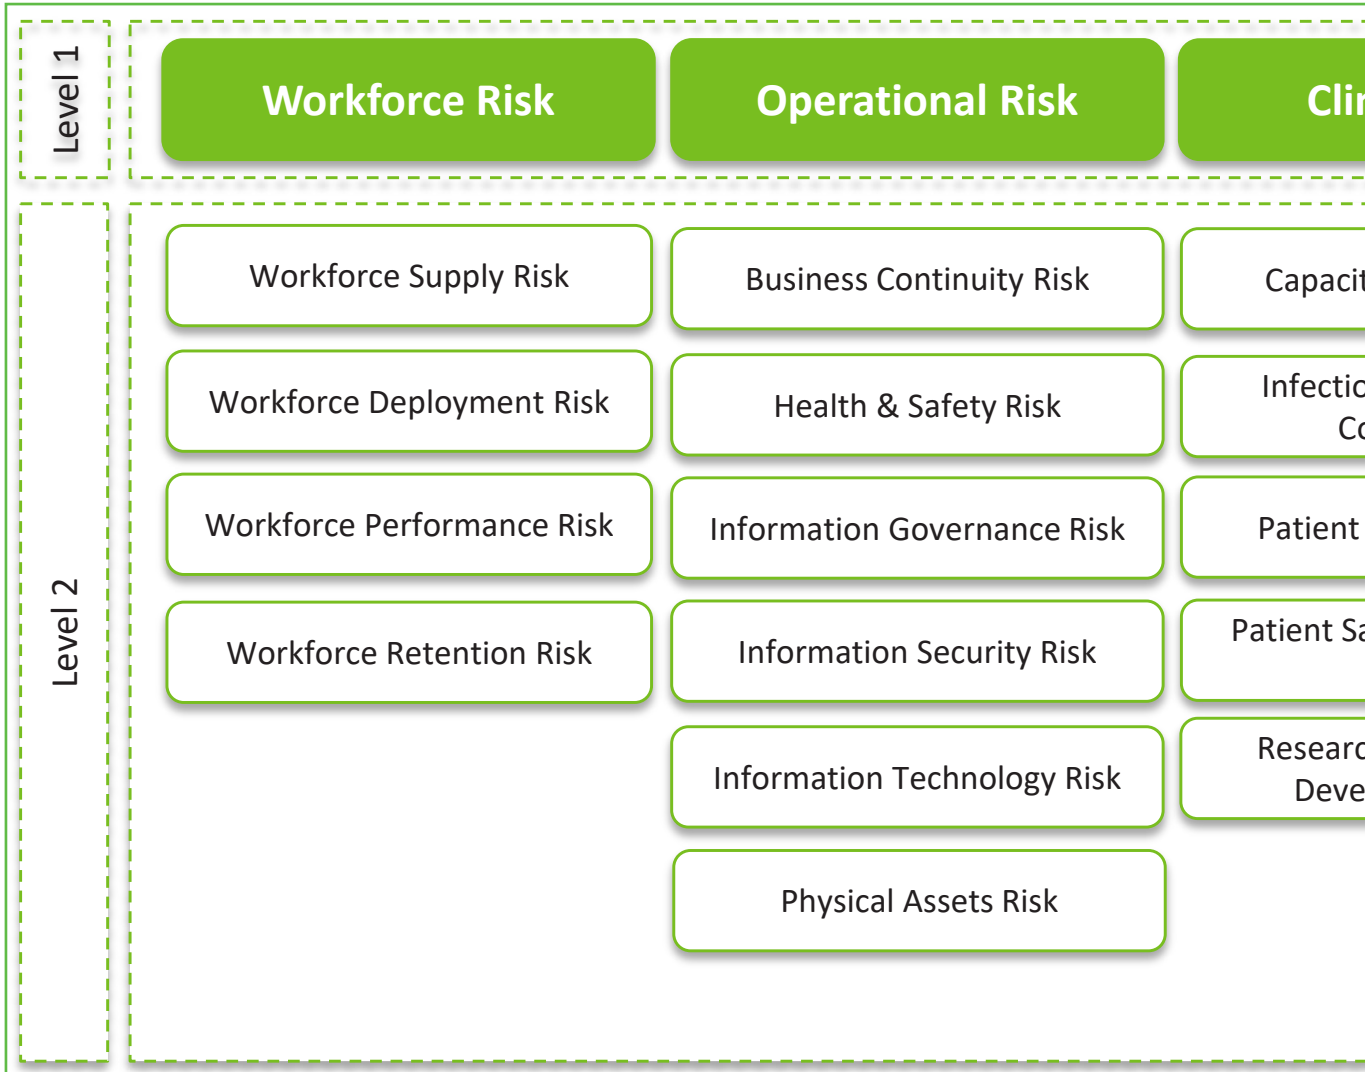 Level 1
Workforce Risk
Operational Risk
Level 2
Workforce Supply Risk
Workforce Deployment Risk
Workforce Performance Risk
Workforce Retention Risk
Business Continuity Risk
Health & Safety Risk
Information Governance Risk
Information Security Risk
Information Technology Risk
Physical Assets Risk
Patient
Patient